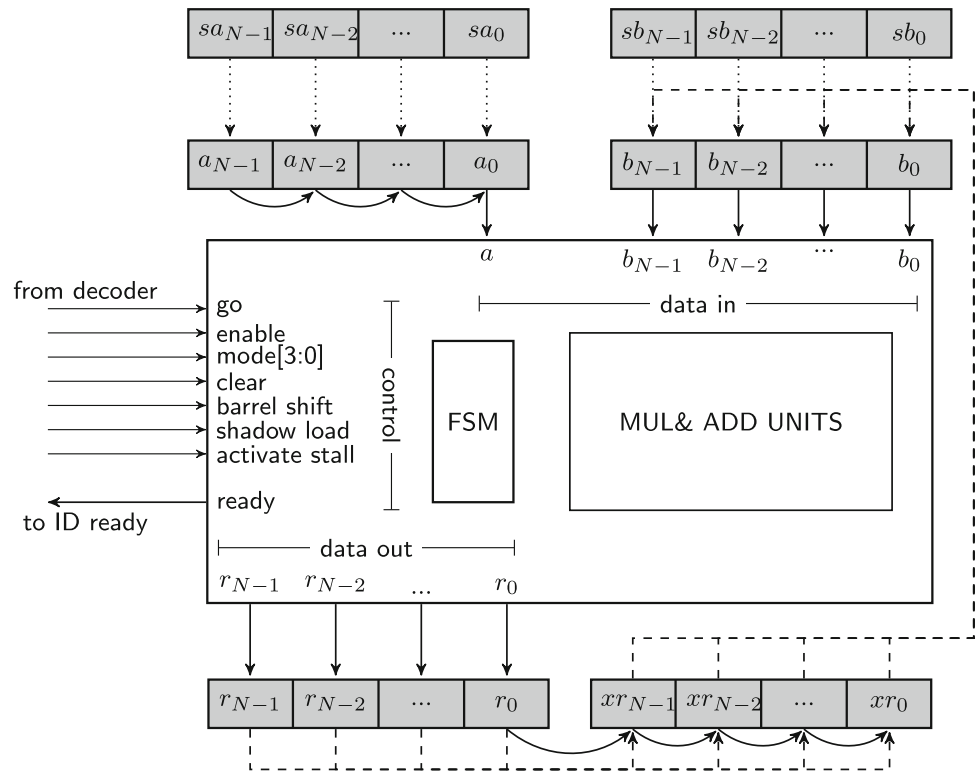 sa_{N-1} sa_{N-2} ... sa_0 sb_{N-1} sb_{N-2} ... sb_0
a_{N-1} a_{N-2} ... a_0 b_{N-1} b_{N-2} ... b_0
a b_{N-1} b_{N-2} ... b_0
from decoder
go
data in
enable
mode[3:0]
clear
barrel shift
shadow load
activate stall
control
FSM
MUL& ADD UNITS
ready
to ID ready
data out
r_{N-1} r_{N-2} ... r_0
r_{N-1} r_{N-2} ... r_0 xr_{N-1} xr_{N-2} ... xr_0